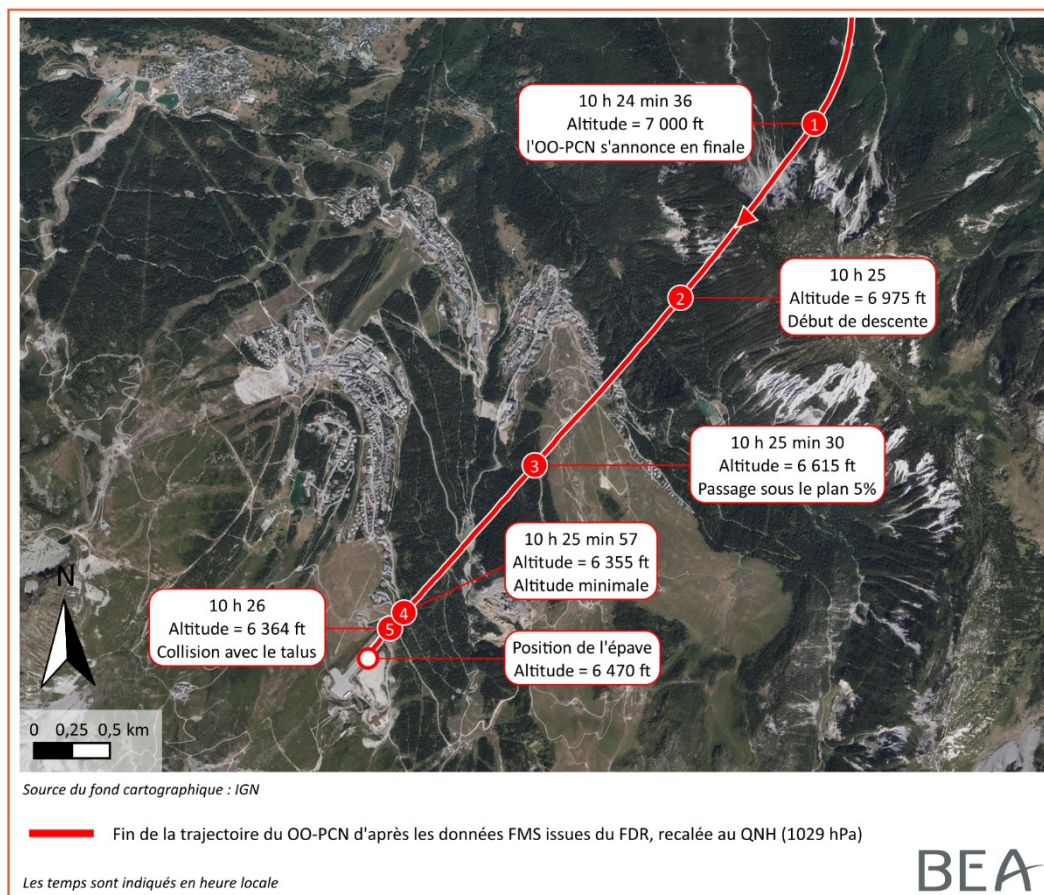 1
10 h 24 min 36
Altitude = 7 000 ft
l'OO-PCN s'annonce en finale
2
10 h 25
Altitude = 6 975 ft
Début de descente
3
10 h 25 min 30
Altitude = 6 615 ft
Passage sous le plan 5%
4
10 h 25 min 57
Altitude = 6 355 ft
Altitude minimale
5
10 h 26
Altitude = 6 364 ft
Collision avec le talus
Position de l'épave
Altitude = 6 470 ft
N
0 0,25 0,5 km
Source du fond cartographique : IGN
Fin de la trajectoire du OO-PCN d'après les données FMS issues du FDR, recalée au QNH (1029 hPa)
Les temps sont indiqués en heure locale
BEA